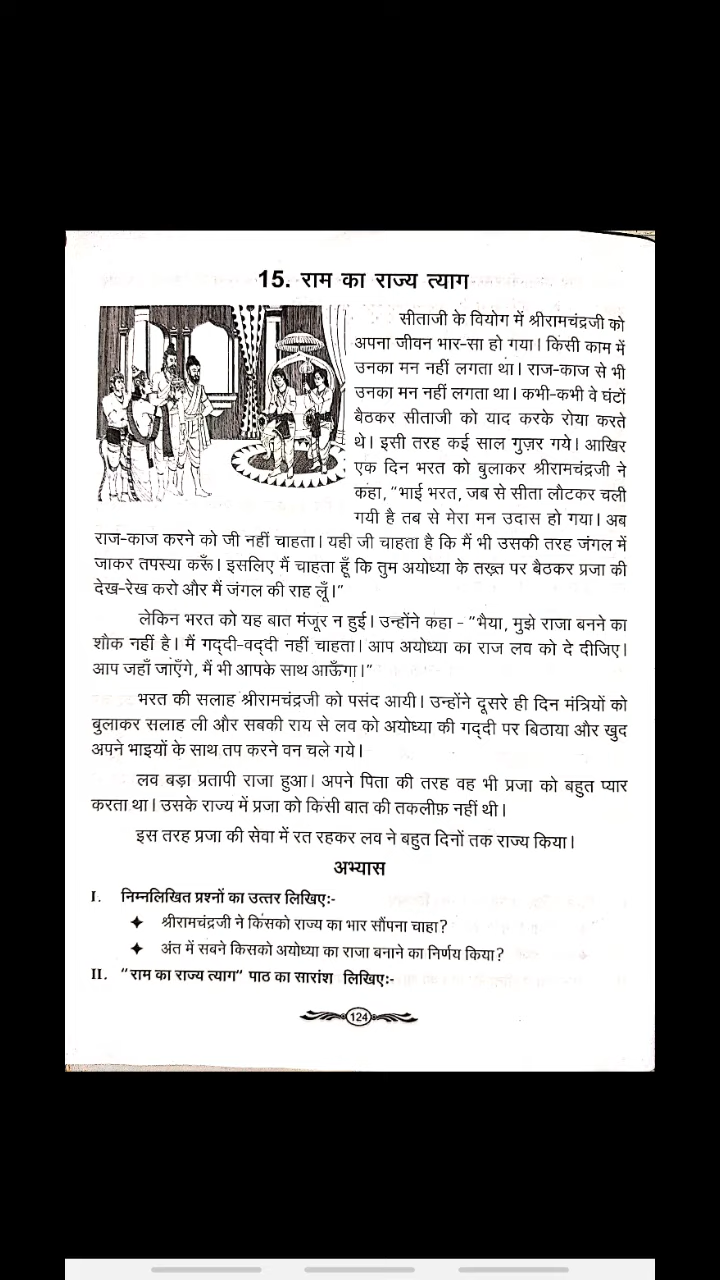 15. राम का राज्य त्याग
सीताजी के वियोग में श्रीरामचंद्रजी को
अपना जीवन भार-सा हो गया। किसी काम में
उनका मन नहीं लगता था। राज-काज से भी
उनका मन नहीं लगता था। कभी-कभी वे घंटों
बैठकर सीताजी को याद करके रोया करते
थे। इसी तरह कई साल गुज़र गये। आखिर
एक दिन भरत को बुलाकर श्रीरामचंद्रजी ने
कहा, "भाई भरत, जब से सीता लौटकर चली
गयी है तब से मेरा मन उदास हो गया। अब
राज-काज करने को जी नहीं चाहता। यही जी चाहता है कि मैं भी उसकी तरह जंगल में
जाकर तपस्या करूँ। इसलिए मैं चाहता हूँ कि तुम अयोध्या के तख़्त पर बैठकर प्रजा की
देख-रेख करो और मैं जंगल की राह लूँ।"
लेकिन भरत को यह बात मंजूर न हुई। उन्होंने कहा - "भैया, मुझे राजा बनने का
शौक नहीं है। मैं गद्दी-वद्दी नहीं चाहता। आप अयोध्या का राज लव को दे दीजिए।
आप जहाँ जाएँगे, मैं भी आपके साथ आऊँगा।"
भरत की सलाह श्रीरामचंद्रजी को पसंद आयी। उन्होंने दूसरे ही दिन मंत्रियों को
बुलाकर सलाह ली और सबकी राय से लव को अयोध्या की गद्दी पर बिठाया और खुद
अपने भाइयों के साथ तप करने वन चले गये।
लव बड़ा प्रतापी राजा हुआ। अपने पिता की तरह वह भी प्रजा को बहुत प्यार
करता था। उसके राज्य में प्रजा को किसी बात की तकलीफ़ नहीं थी।
इस तरह प्रजा की सेवा में रत रहकर लव ने बहुत दिनों तक राज्य किया।
अभ्यास
I. निम्नलिखित प्रश्नों का उत्तर लिखिए:-
✦ श्रीरामचंद्रजी ने किसको राज्य का भार सौंपना चाहा?
✦ अंत में सबने किसको अयोध्या का राजा बनाने का निर्णय किया?
II. "राम का राज्य त्याग" पाठ का सारांश लिखिए:-
124